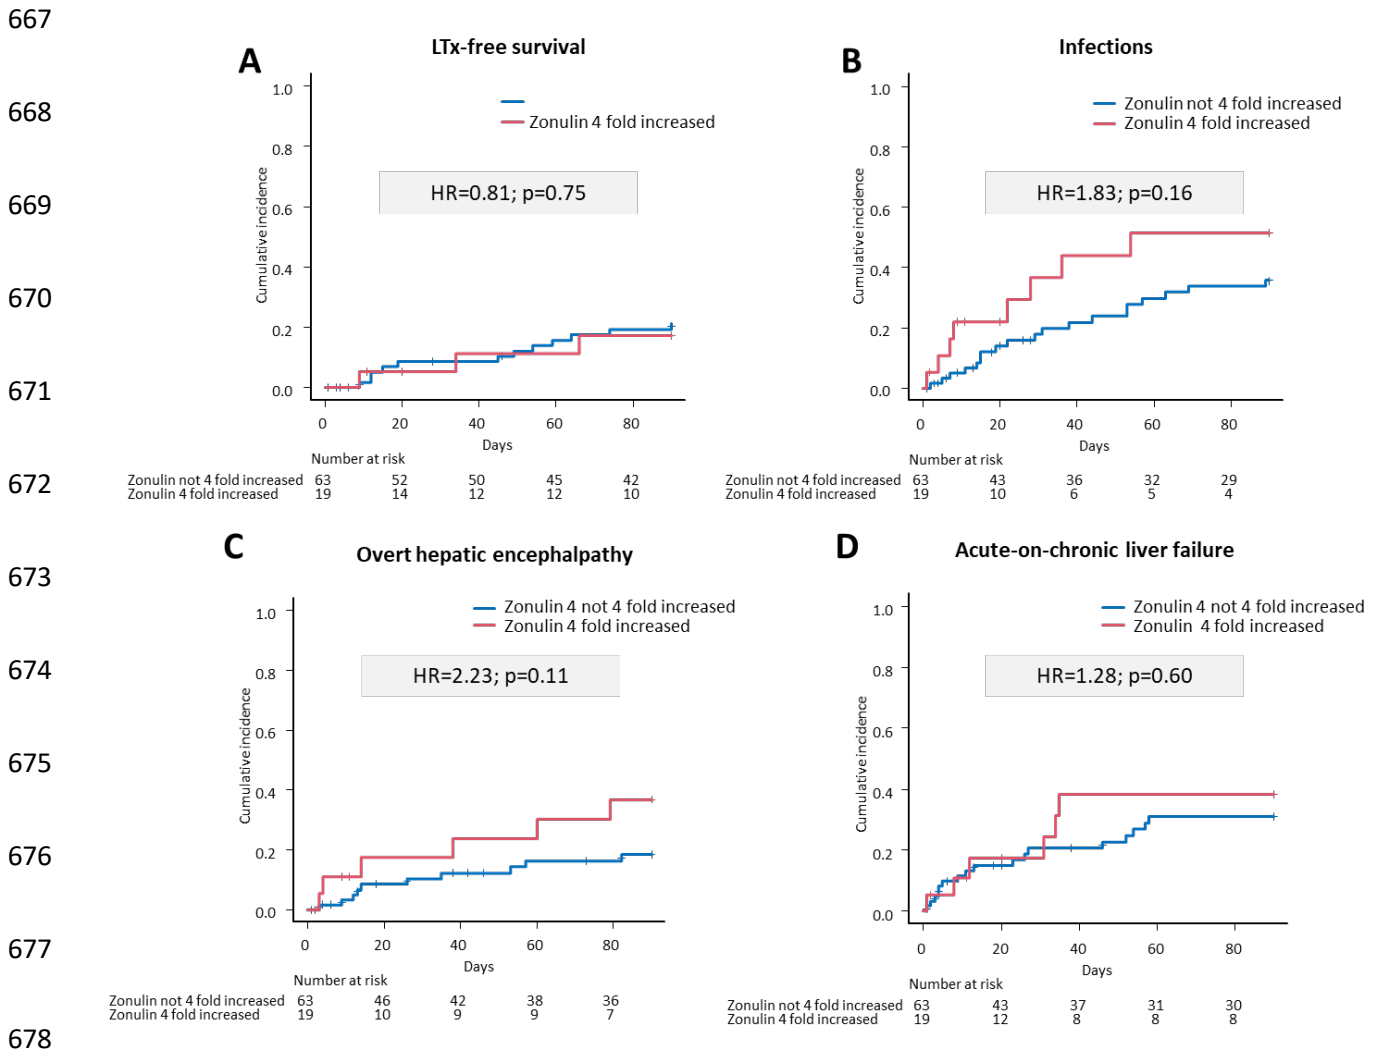 667
LTx-free survival
Infections
A
B
1.0
Zonulin 4 fold increased
668
0.8
HR=0.81; p=0.75
669
0.6
Cumulative incidence
0.4
670
0.2
671
0.0
0 20 40 60 80
Days
Number at risk
672
Zonulin not 4 fold increased 63 52 50 45 42
Zonulin 4 fold increased 19 14 12 12 10
1.0
Zonulin not 4 fold increased
Zonulin 4 fold increased
0.8
HR=1.83; p=0.16
0.6
Cumulative incidence
0.4
0.2
0.0
0 20 40 60 80
Days
Number at risk
Zonulin not 4 fold increased 63 43 36 32 29
Zonulin 4 fold increased 19 10 6 5 4
C
Overt hepatic encephalpathy
673
1.0
Zonulin 4 not 4 fold increased
Zonulin 4 fold increased
674
0.8
HR=2.23; p=0.11
0.6
Cumulative incidence
675
0.4
676
0.2
0.0
677
0 20 40 60 80
Days
Number at risk
Zonulin not 4 fold increased 63 46 42 38 36
Zonulin 4 fold increased 19 10 9 9 7
678
D
Acute-on-chronic liver failure
1.0
Zonulin 4 not 4 fold increased
Zonulin 4 fold increased
0.8
HR=1.28; p=0.60
0.6
Cumulative incidence
0.4
0.2
0.0
0 20 40 60 80
Days
Number at risk
Zonulin not 4 fold increased 63 43 37 31 30
Zonulin 4 fold increased 19 12 8 8 8